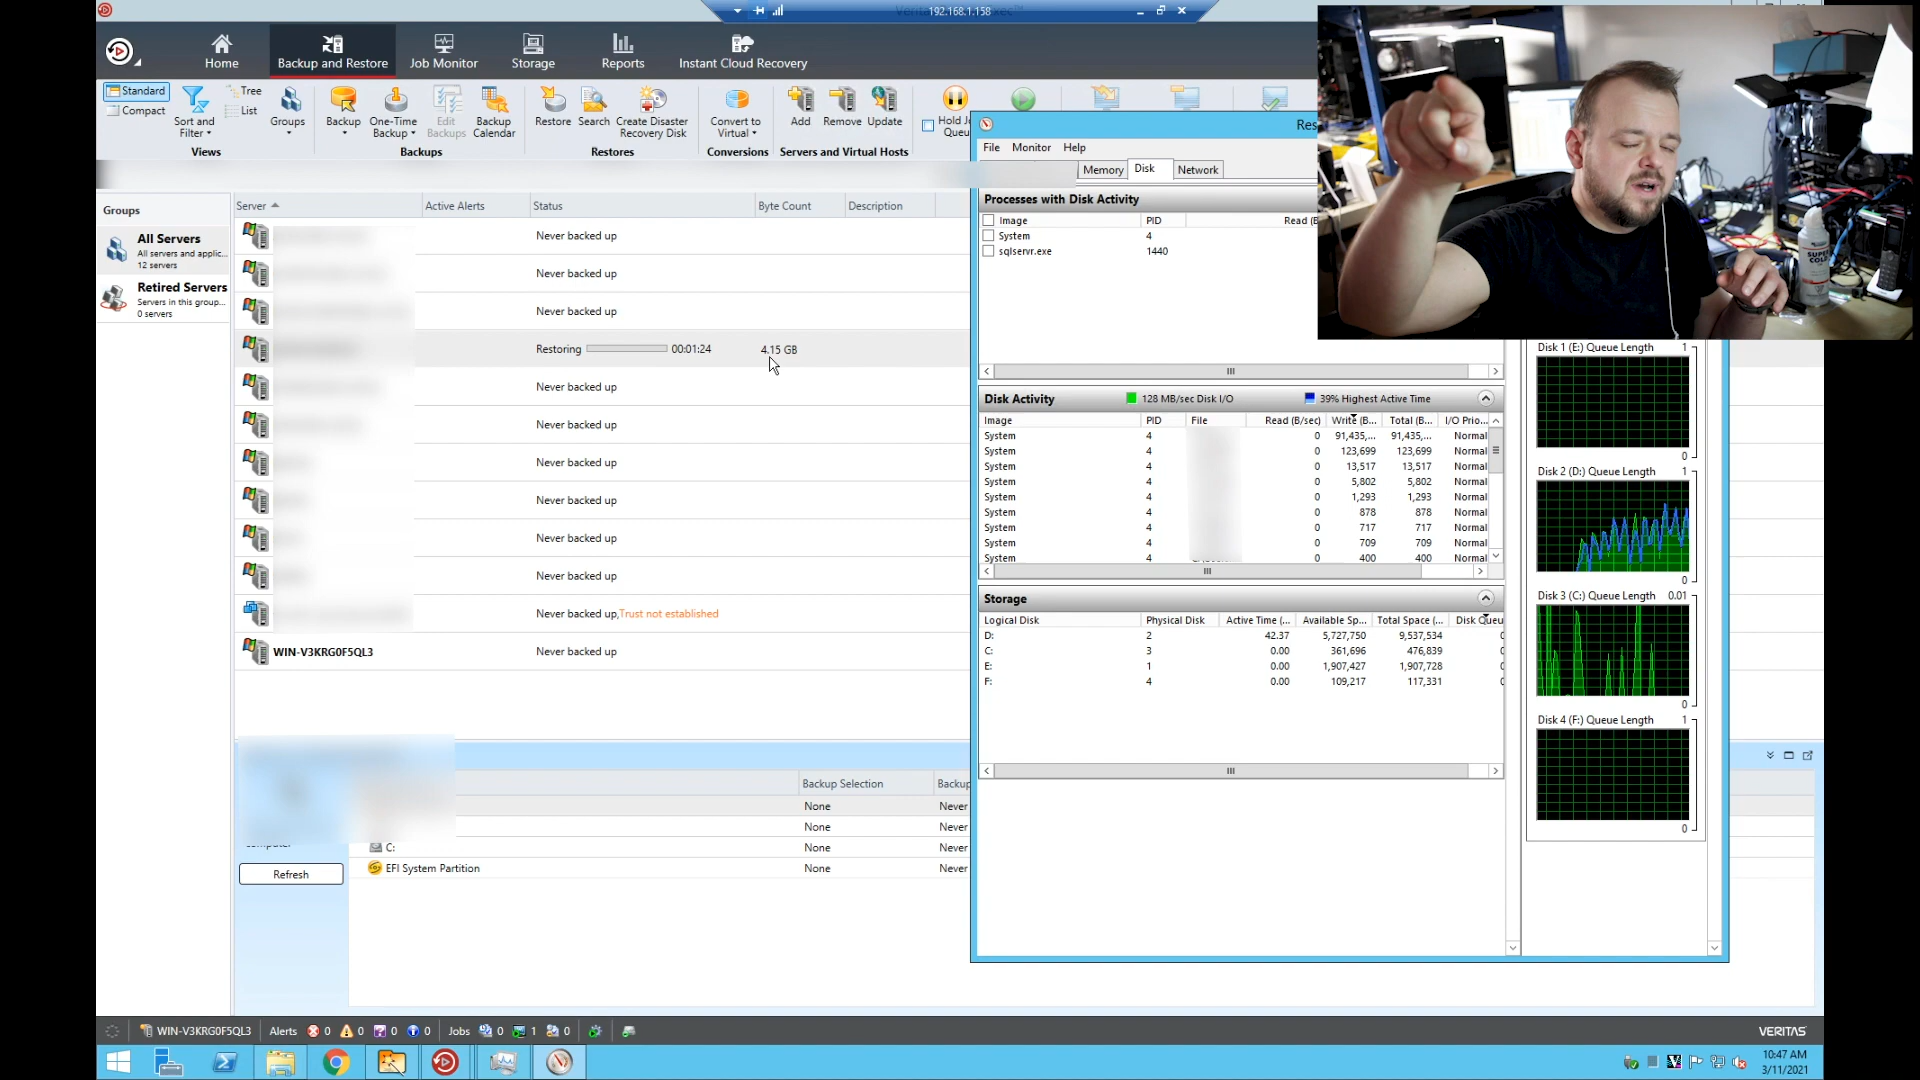 192.168.1.158
Home
Backup and Restore
Job Monitor
Storage
Reports
Instant Cloud Recovery
Standard
Compact
Sort and
Filter
Tree
List
Groups
Views
Backup
One-Time
Backup
Edit
Backups
Backup
Calendar
Backups
Restore
Search
Create Disaster
Recovery Disk
Restores
Convert to
Virtual
Conversions
Add
Remove
Update
Servers and Virtual Hosts
Hold J
Queu
Groups
All Servers
All servers and applic...
12 servers
Retired Servers
Servers in this group...
0 servers
Server
Active Alerts
Status
Byte Count
Description
Never backed up
Never backed up
Never backed up
Restoring 00:01:24 4.15 GB
Never backed up
Never backed up
Never backed up
Never backed up
Never backed up
Never backed up
Never backed up,Trust not established
WIN-V3KRG0F5QL3 Never backed up
Backup Selection
Backup
None Never
None Never
C: None Never
EFI System Partition None Never
Refresh
Res
File Monitor Help
Memory Disk Network
Processes with Disk Activity
Image PID Read (B
System 4
sqlservr.exe 1440
Disk Activity 128 MB/sec Disk I/O 39% Highest Active Time
Image PID File Read (B/sec) Write (B... Total (B... I/O Prio...
System 4 0 91,435,... 91,435,... Normal
System 4 0 123,699 123,699 Normal
System 4 0 13,517 13,517 Normal
System 4 0 5,802 5,802 Normal
System 4 0 1,293 1,293 Normal
System 4 0 878 878 Normal
System 4 0 717 717 Normal
System 4 0 709 709 Normal
System 4 0 400 400 Normal
Storage
Logical Disk Physical Disk Active Time (... Available Sp... Total Space (... Disk Queu
D: 2 42.37 5,727,750 9,537,534
C: 3 0.00 361,696 476,839
E: 1 0.00 1,907,427 1,907,728
F: 4 0.00 109,217 117,331
Disk 1 (E:) Queue Length 1
0
Disk 2 (D:) Queue Length 1
0
Disk 3 (C:) Queue Length 0.01
0
Disk 4 (F:) Queue Length 1
0
SUPER
COLD
WIN-V3KRG0F5QL3 Alerts 0 0 0 0 Jobs 0 1 0
VERITAS
10:47 AM
3/11/2021